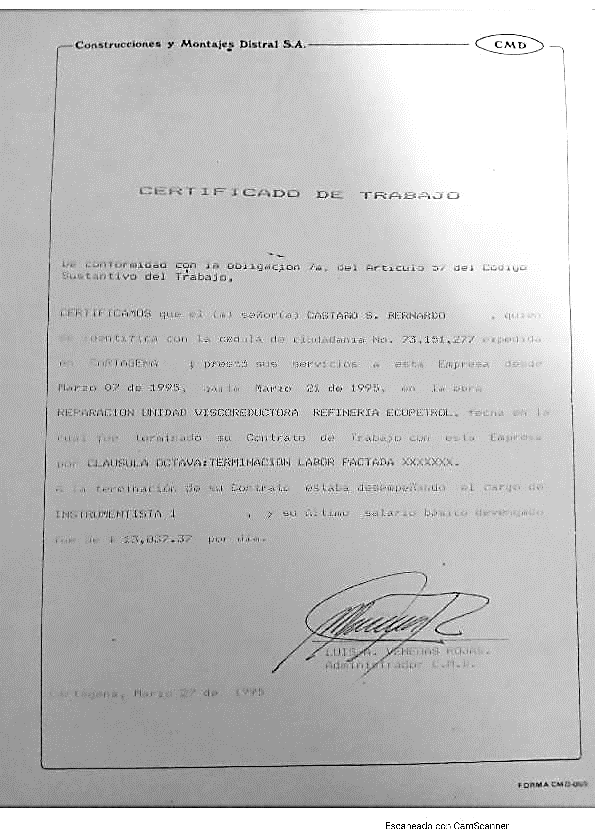 Construcciones y Montajes Distral S.A.
CMD
CERTIFICADO DE TRABAJO
De conformidad con la obligación 7a, del Artículo 57 del Código
Sustantivo del Trabajo,
CERTIFICAMOS que el (a) señor(a) CASTAÑO S. BERNARDO , quien
se identifica con la cédula de ciudadanía No. 73,151,277 expedida
en CARTAGENA y prestó sus servicios a esta Empresa desde
Marzo 07 de 1995, hasta Marzo 21 de 1995, en la obra
REPARACION UNIDAD VISCOREDUCTORA REFINERIA ECOPETROL, fecha en la
cual fue terminado su Contrato de Trabajo con esta Empresa
por CLAUSULA OCTAVA:TERMINACION LABOR PACTADA XXXXXXX.
A la terminación de su Contrato estaba desempeñando el cargo de
INSTRUMENTISTA 1 , y su último salario básico devengado
fue de $ 13,037.37 por día.
LUIS A. VENEGAS ROJAS.
Administrador C.M.D.
Cartagena, Marzo 27 de 1995
FORMA CMD-
Escaneado con CamScanner